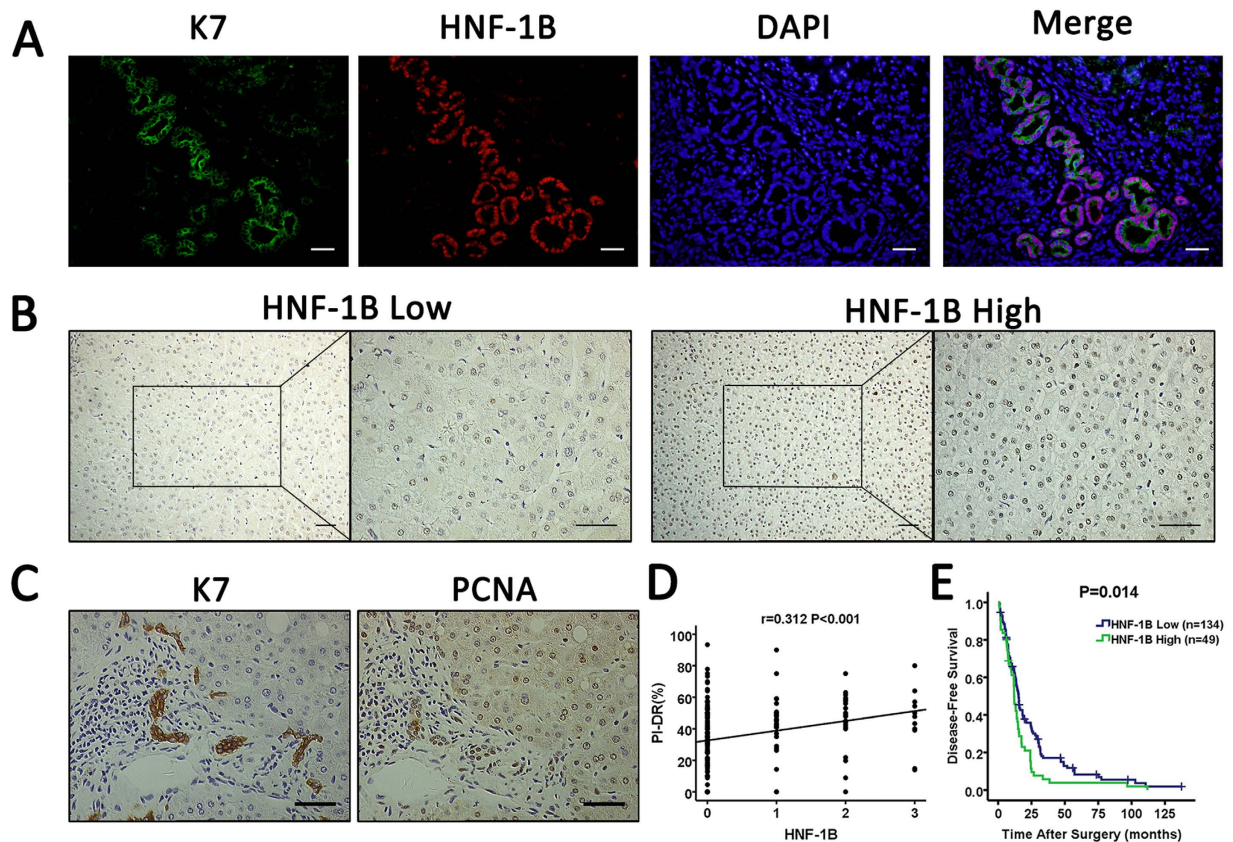 A
K7
HNF-1B
DAPI
Merge
B
HNF-1B Low
HNF-1B High
C
K7
PCNA
D
r=0.312 P<0.001
PI-DR(%)
100
80
60
40
20
0
0
1
2
3
HNF-1B
E
P=0.014
HNF-1B Low (n=134)
HNF-1B High (n=49)
Disease-Free Survival
1.0
0.8
0.6
0.4
0.2
0.0
0
25
50
75
100
125
Time After Surgery (months)